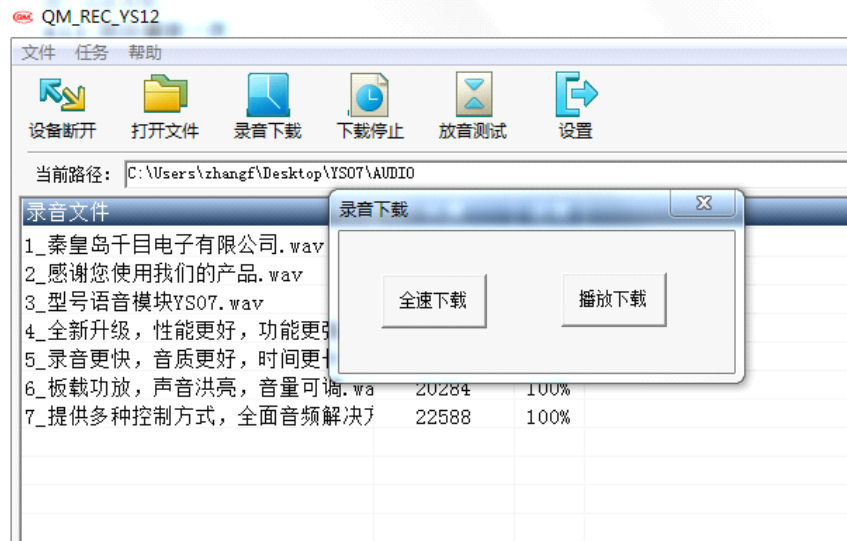 QM_REC_YS12
文件 任务 帮助
设备断开 打开文件 录音下载 下载停止 放音测试 设置
当前路径: C:\Users\zhangf\Desktop\YS07\AUDIO
录音文件
录音下载
1_秦皇岛千目电子有限公司.wav
2_感谢您使用我们的产品.wav
3_型号语音模块YS07.wav
全速下载 播放下载
4_全新升级，性能更好，功能更强
5_录音更快，音质更好，时间更
6_板载功放，声音洪亮，音量可调.wa 20284 100%
7_提供多种控制方式，全面音频解决方 22588 100%